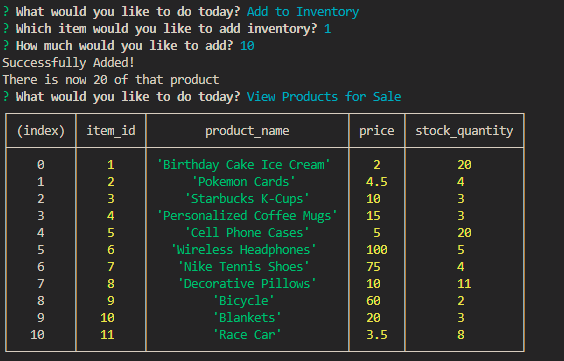 ? What would you like to do today? Add to Inventory
? Which item would you like to add inventory? 1
? How much would you like to add? 10
Successfully Added!
There is now 20 of that product
? What would you like to do today? View Products for Sale
(index) item_id product_name price stock_quantity
0 1 'Birthday Cake Ice Cream' 2 20
1 2 'Pokemon Cards' 4.5 4
2 3 'Starbucks K-Cups' 10 3
3 4 'Personalized Coffee Mugs' 15 3
4 5 'Cell Phone Cases' 5 20
5 6 'Wireless Headphones' 100 5
6 7 'Nike Tennis Shoes' 75 4
7 8 'Decorative Pillows' 10 11
8 9 'Bicycle' 60 2
9 10 'Blankets' 20 3
10 11 'Race Car' 3.5 8